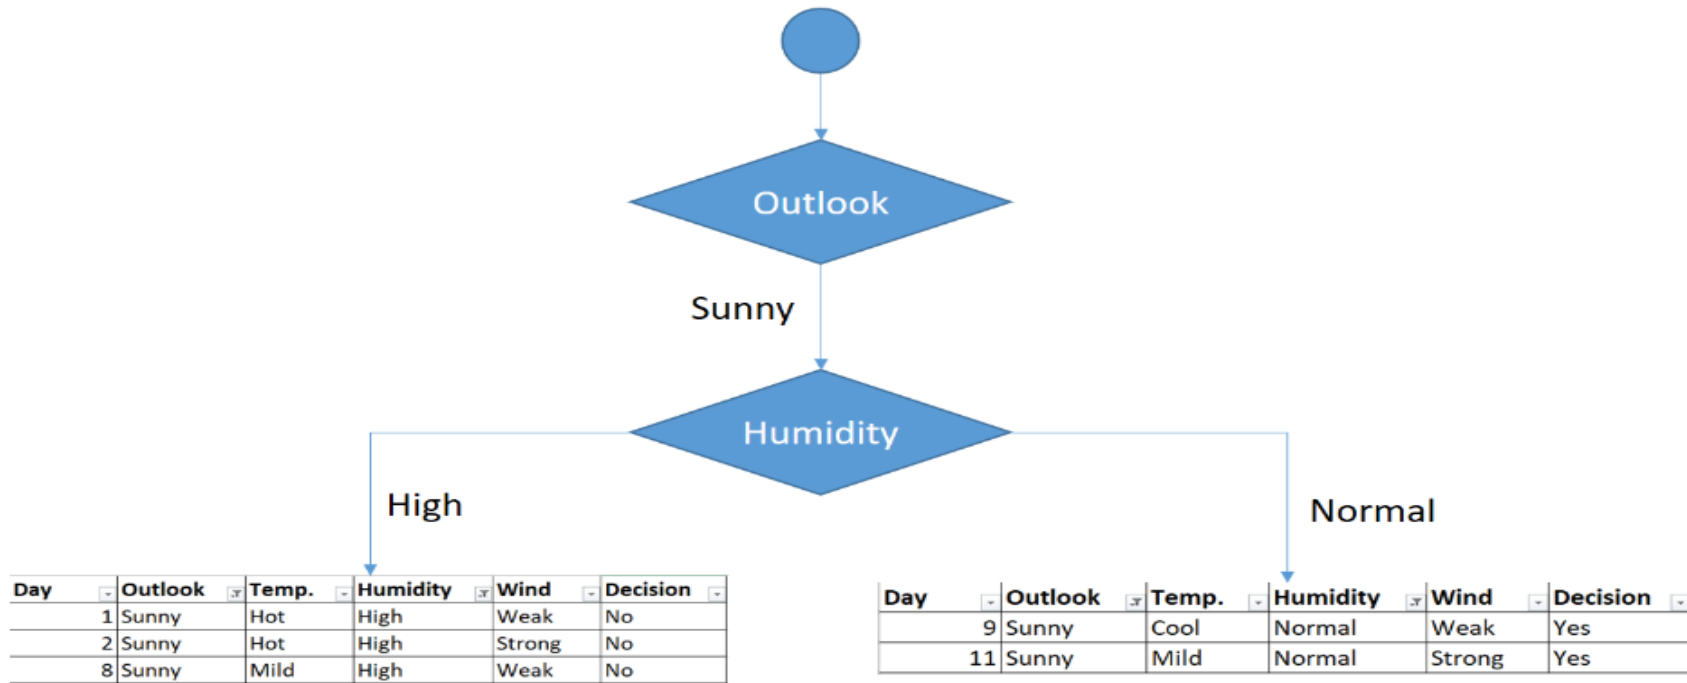 Outlook
Sunny
Humidity
High
Normal
Day Outlook Temp. Humidity Wind Decision
1 Sunny Hot High Weak No
2 Sunny Hot High Strong No
8 Sunny Mild High Weak No
Day Outlook Temp. Humidity Wind Decision
9 Sunny Cool Normal Weak Yes
11 Sunny Mild Normal Strong Yes